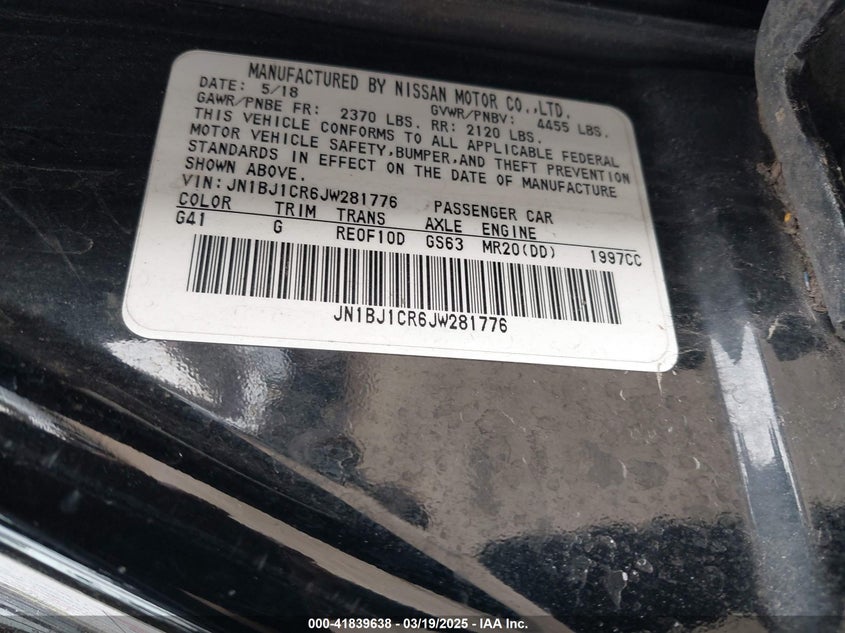 MANUFACTURED BY NISSAN MOTOR CO.,LTD.
DATE: 5/18 GVWR/PNBV: 4455 LBS.
GAWR/PNBE FR: 2370 LBS. RR: 2120 LBS.
THIS VEHICLE CONFORMS TO ALL APPLICABLE FEDERAL
MOTOR VEHICLE SAFETY,BUMPER,AND THEFT PREVENTION
STANDARDS IN EFFECT ON THE DATE OF MANUFACTURE
SHOWN ABOVE.
VIN:JN1BJ1CR6JW281776 PASSENGER CAR
COLOR TRIM TRANS AXLE ENGINE
G41 G RE0F10D GS63 MR20(DD) 1997CC
JN1BJ1CR6JW281776
000-41839638 - 03/19/2025 - IAA Inc.